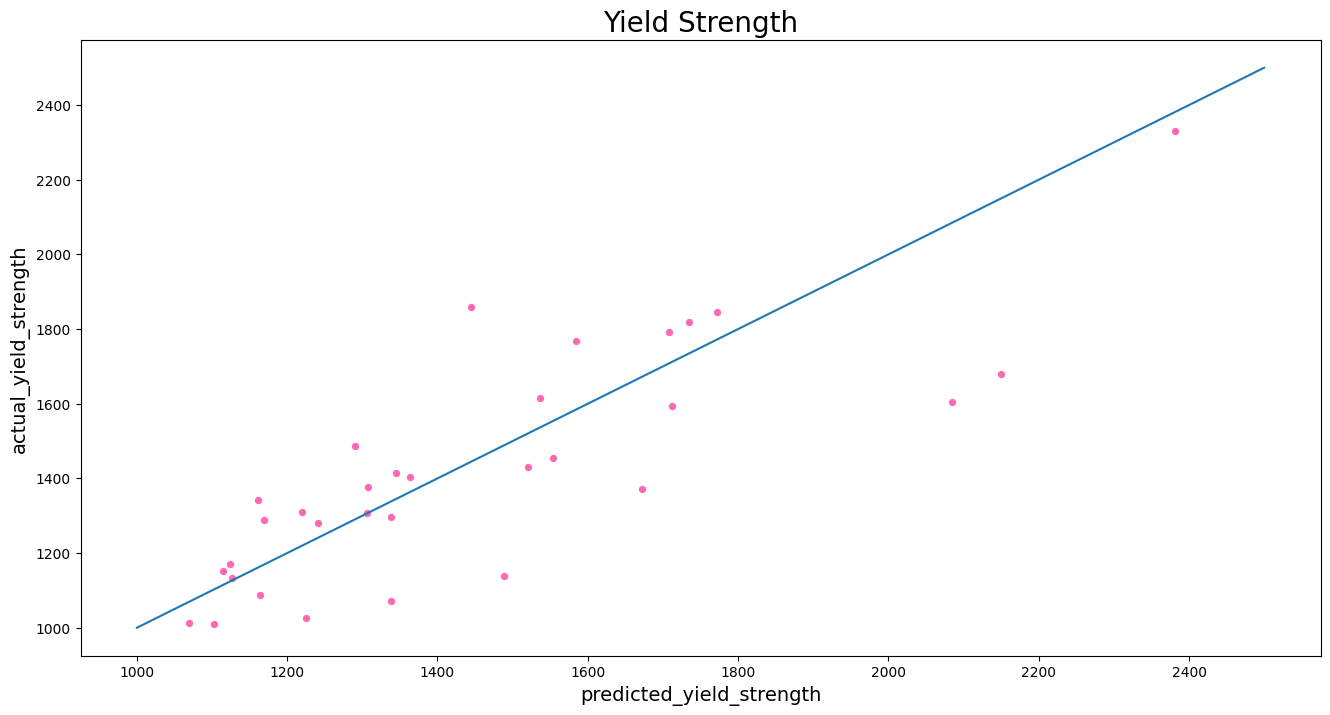 Yield Strength
actual_yield_strength
2400
2200
2000
1800
1600
1400
1200
1000
1000 1200 1400 1600 1800 2000 2200 2400
predicted_yield_strength